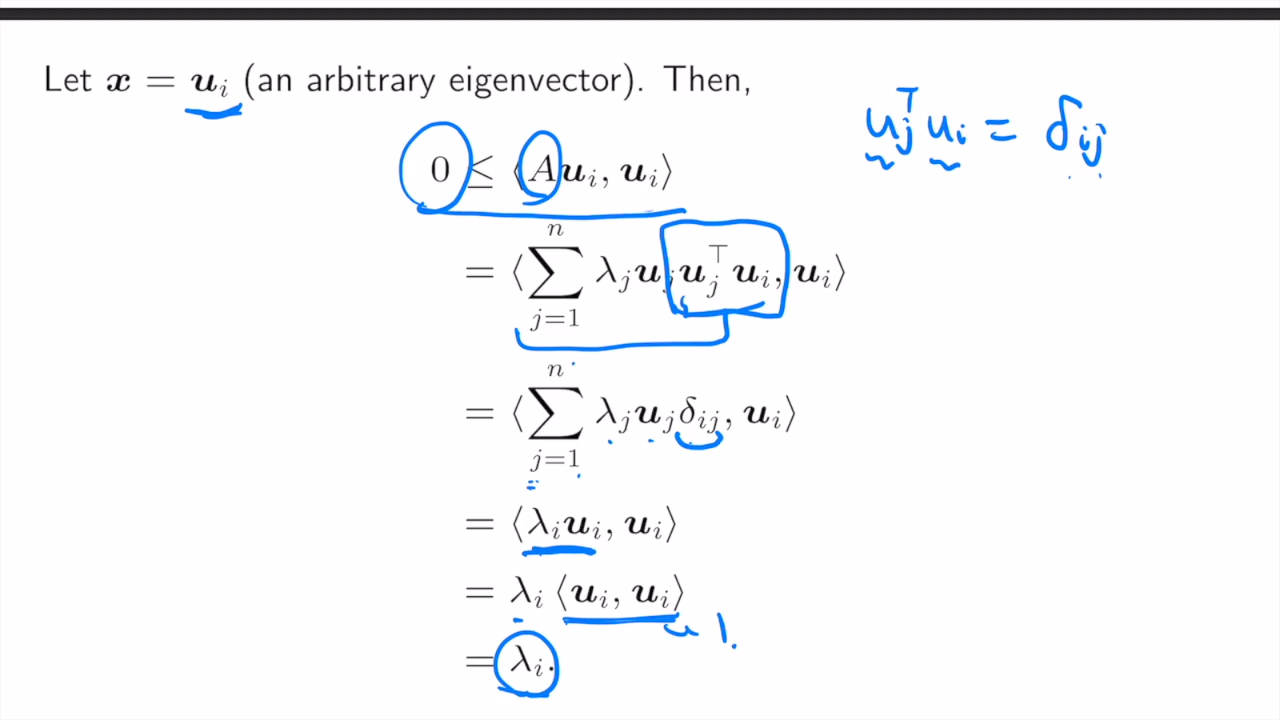 Let x = u_i (an arbitrary eigenvector). Then,
u_j^T u_i = δ_ij
0 ≤ ⟨Au_i, u_i⟩
= ⟨∑_{j=1}^{n} λ_j u_j u_j^⊤ u_i, u_i⟩
= ⟨∑_{j=1}^{n} λ_j u_j δ_ij, u_i⟩
= ⟨λ_i u_i, u_i⟩
= λ_i ⟨u_i, u_i⟩
1.
= λ_i.